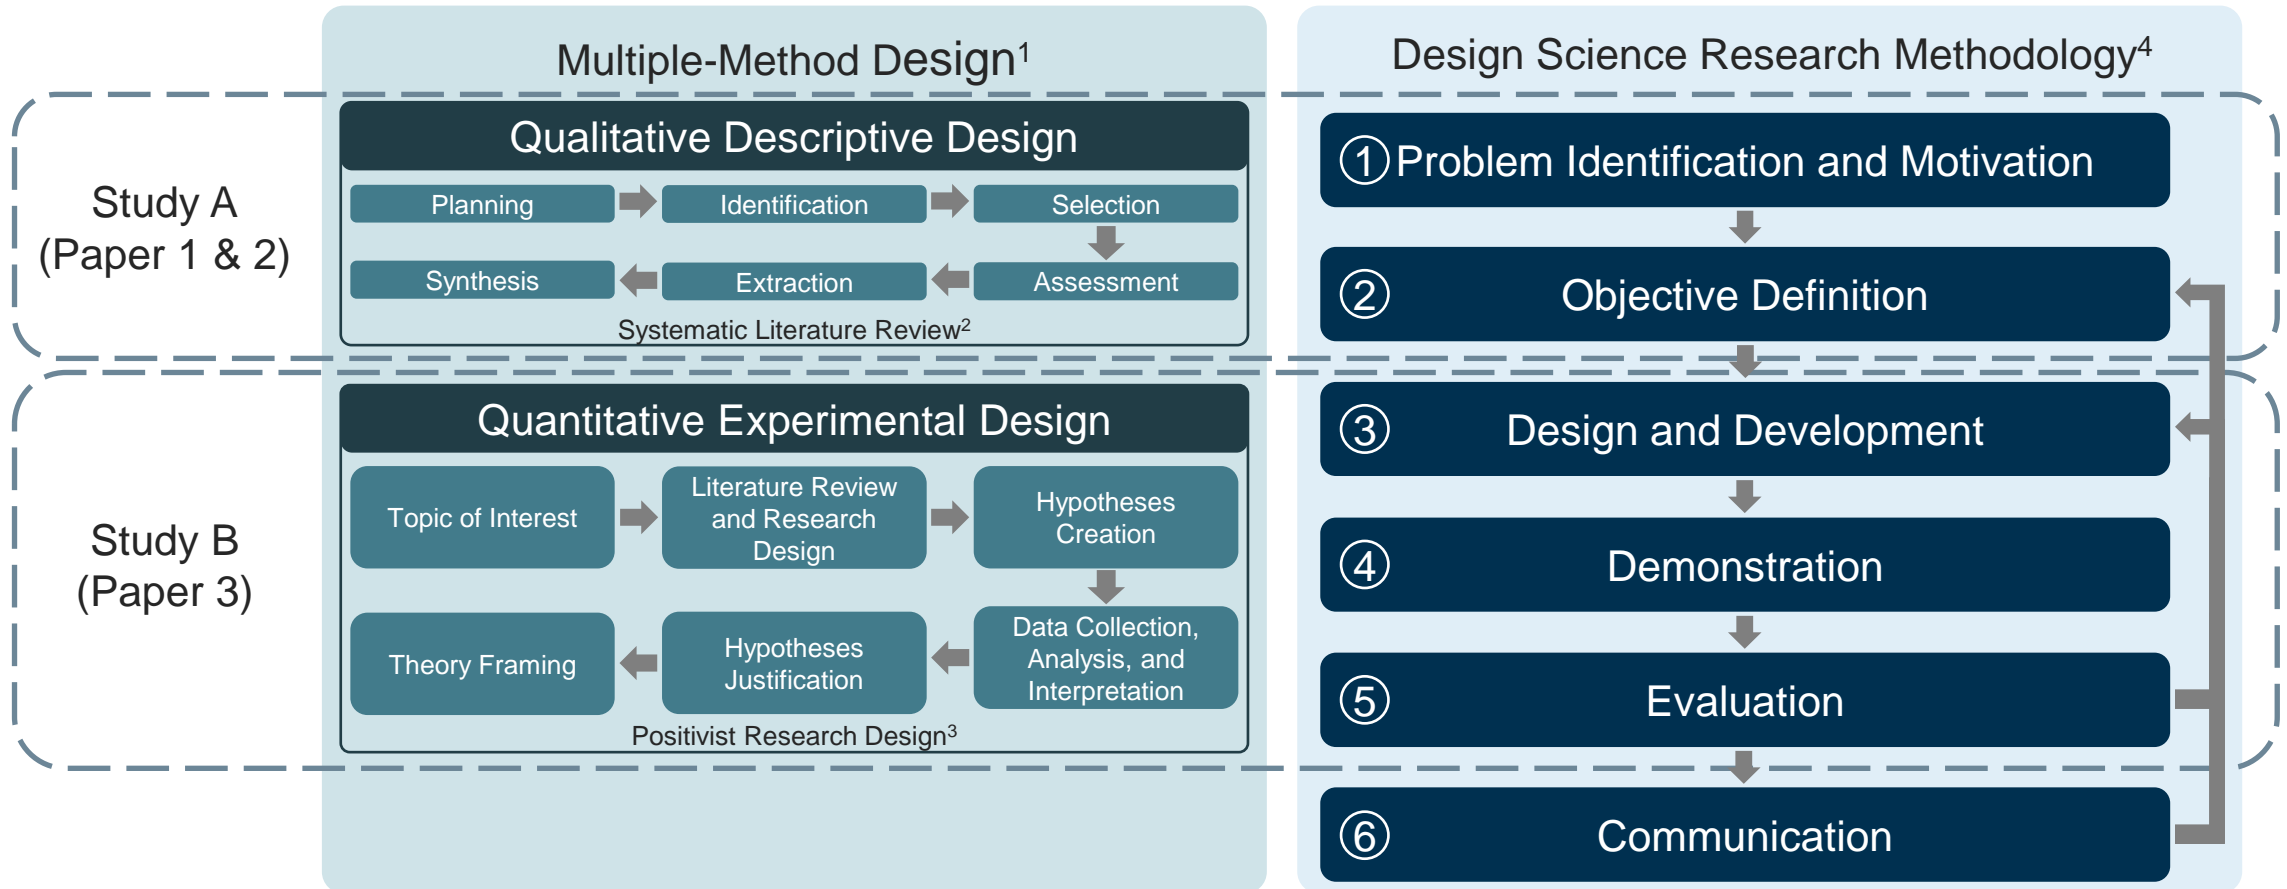 Multiple-Method Design¹
Design Science Research Methodology⁴
Study A
(Paper 1 & 2)
Qualitative Descriptive Design
Planning
Identification
Selection
Synthesis
Extraction
Assessment
Systematic Literature Review²
Study B
(Paper 3)
Quantitative Experimental Design
Topic of Interest
Literature Review
and Research
Design
Hypotheses
Creation
Theory Framing
Hypotheses
Justification
Data Collection,
Analysis, and
Interpretation
Positivist Research Design³
① Problem Identification and Motivation
② Objective Definition
③ Design and Development
④ Demonstration
⑤ Evaluation
⑥ Communication